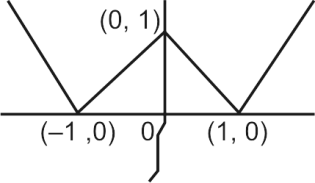 (0, 1)
(–1 ,0) 0 (1, 0)